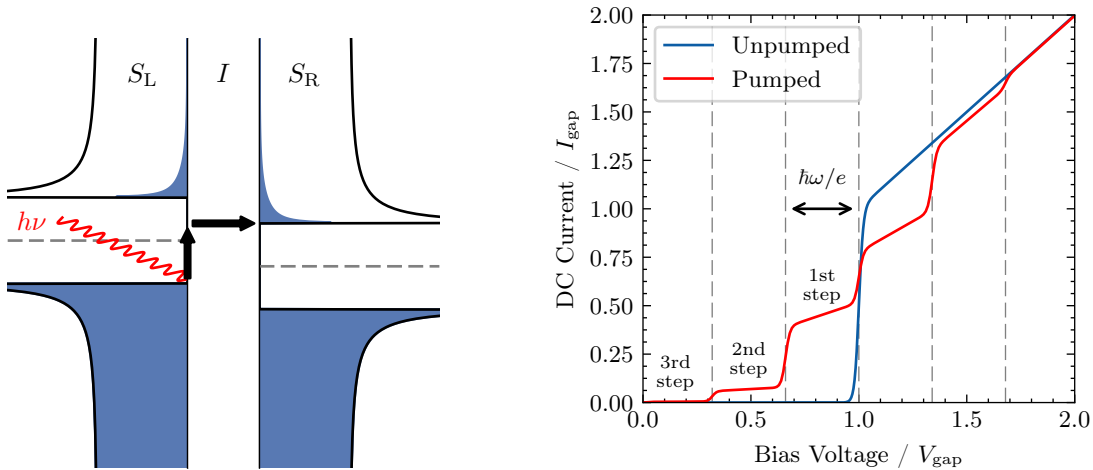 S_L I S_R
hν
DC Current / I_gap
2.00
1.75
1.50
1.25
1.00
0.75
0.50
0.25
0.00
Unpumped
Pumped
ħω/e
1st
step
2nd
step
3rd
step
0.0 0.5 1.0 1.5 2.0
Bias Voltage / V_gap